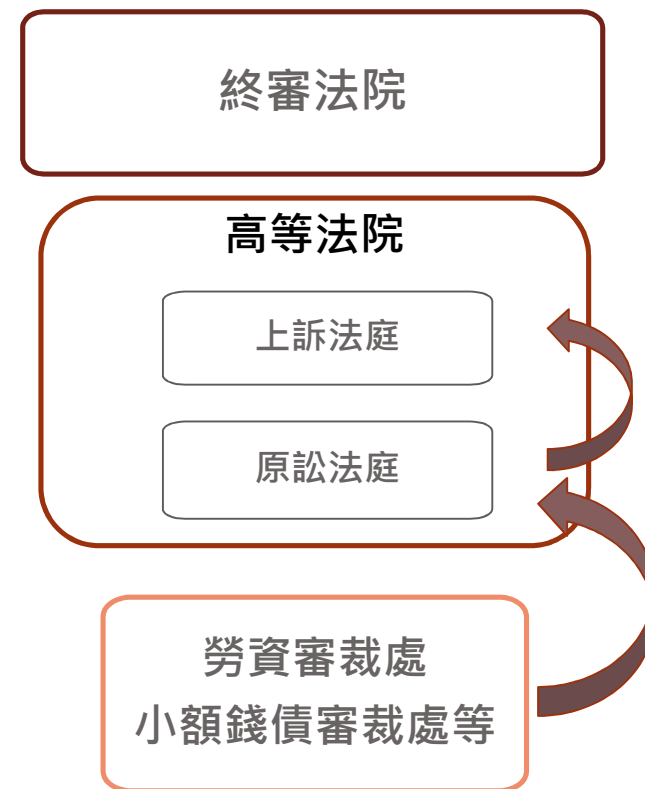 終審法院
高等法院
上訴法庭
原訟法庭
勞資審裁處
小額錢債審裁處等